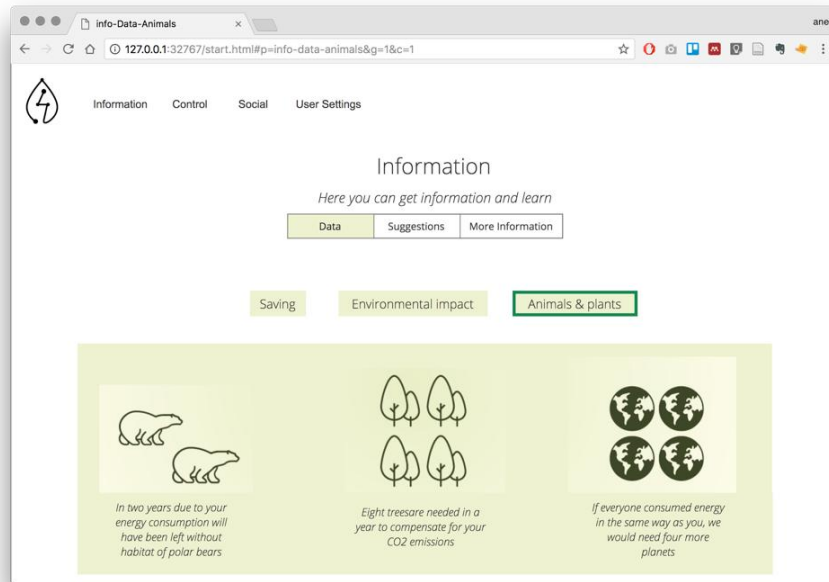 info-Data-Animals
ane
127.0.0.1:32767/start.html#p=info-data-animals&g=1&c=1
Information Control Social User Settings
Information
Here you can get information and learn
Data Suggestions More Information
Saving Environmental impact Animals & plants
In two years due to your
energy consumption will
have been left without
habitat of polar bears
Eight treesare needed in a
year to compensate for your
CO2 emissions
If everyone consumed energy
in the same way as you, we
would need four more
planets